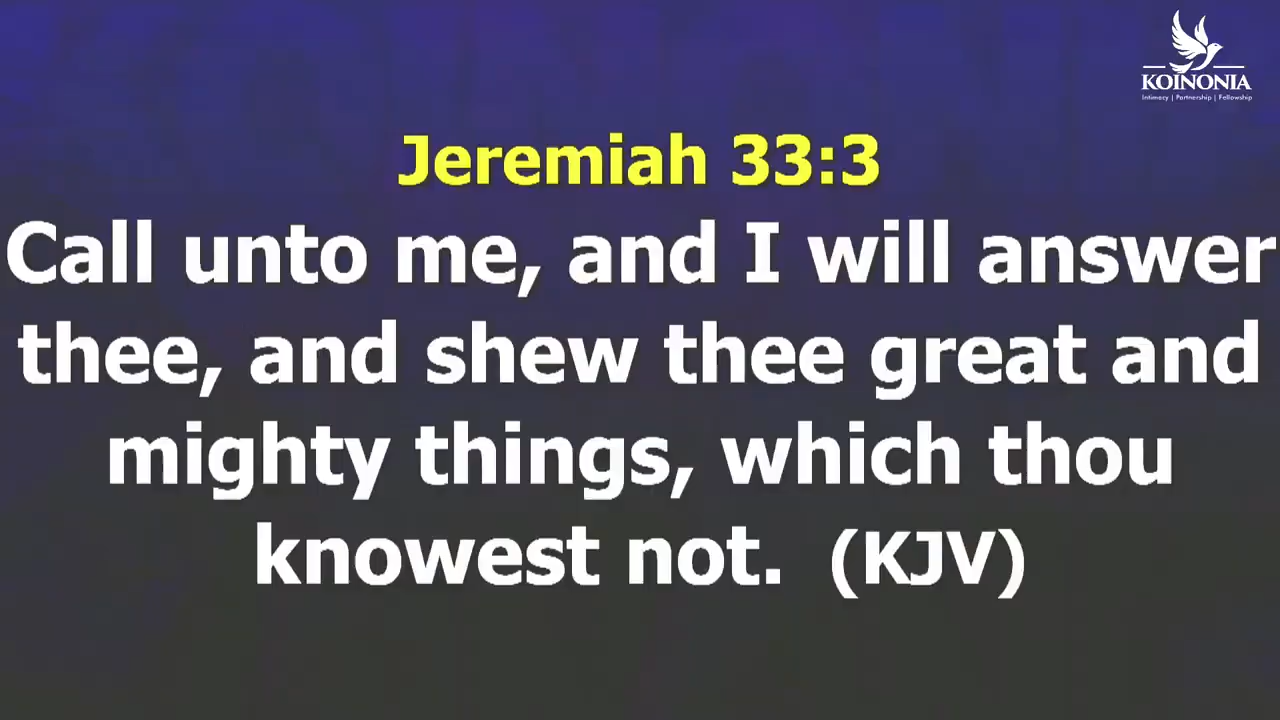 KOINONIA
Intimacy | Partnership | Fellowship
Jeremiah 33:3
Call unto me, and I will answer
thee, and shew thee great and
mighty things, which thou
knowest not. (KJV)